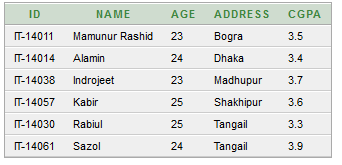 ID NAME AGE ADDRESS CGPA
IT-14011 Mamunur Rashid 23 Bogra 3.5
IT-14014 Alamin 24 Dhaka 3.4
IT-14038 Indrojeet 23 Madhupur 3.7
IT-14057 Kabir 25 Shakhipur 3.6
IT-14030 Rabiul 25 Tangail 3.3
IT-14061 Sazol 24 Tangail 3.9